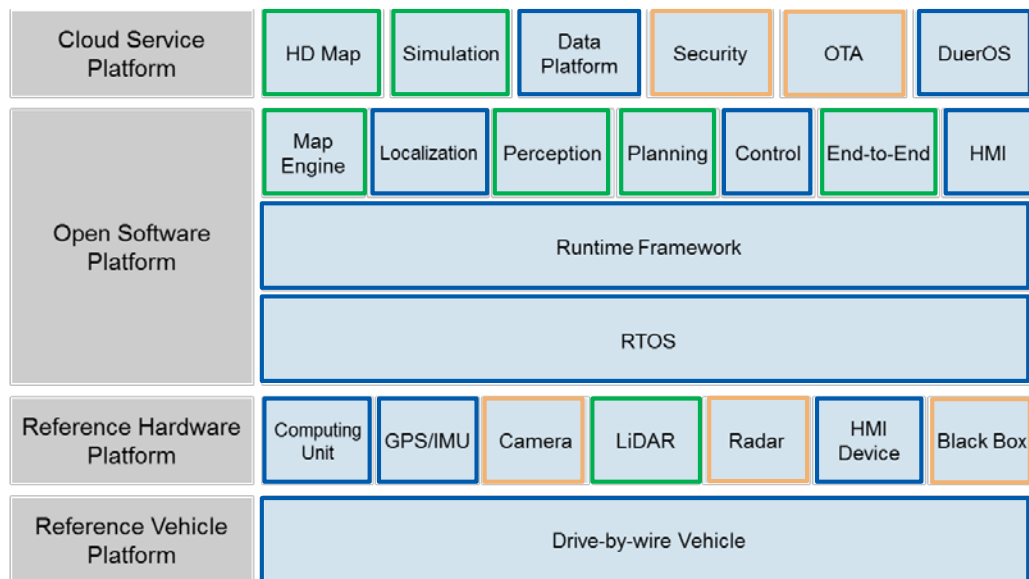 Cloud Service
Platform
HD Map
Simulation
Data
Platform
Security
OTA
DuerOS
Open Software
Platform
Map
Engine
Localization
Perception
Planning
Control
End-to-End
HMI
Runtime Framework
RTOS
Reference Hardware
Platform
Computing
Unit
GPS/IMU
Camera
LiDAR
Radar
HMI
Device
Black Box
Reference Vehicle
Platform
Drive-by-wire Vehicle